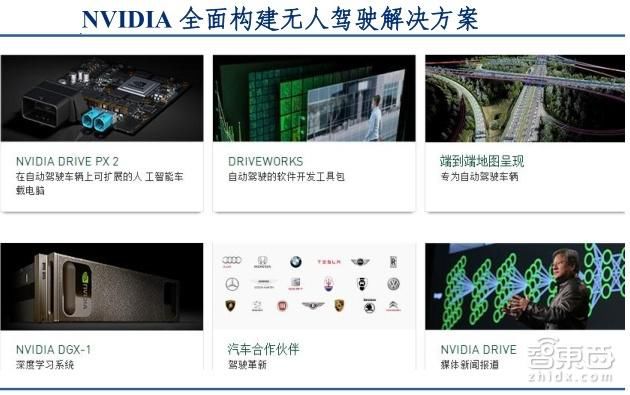 NVIDIA 全面构建无人驾驶解决方案
NVIDIA DRIVE PX 2
在自动驾驶车辆上可扩展的人工智能车
载电脑
DRIVEWORKS
自动驾驶的软件开发工具包
端到端地图呈现
专为自动驾驶车辆
NVIDIA DGX-1
深度学习系统
汽车合作伙伴
驾驶革新
NVIDIA DRIVE
媒体新闻报道
TESLA
nVIDIA
智东西
zhidx.com